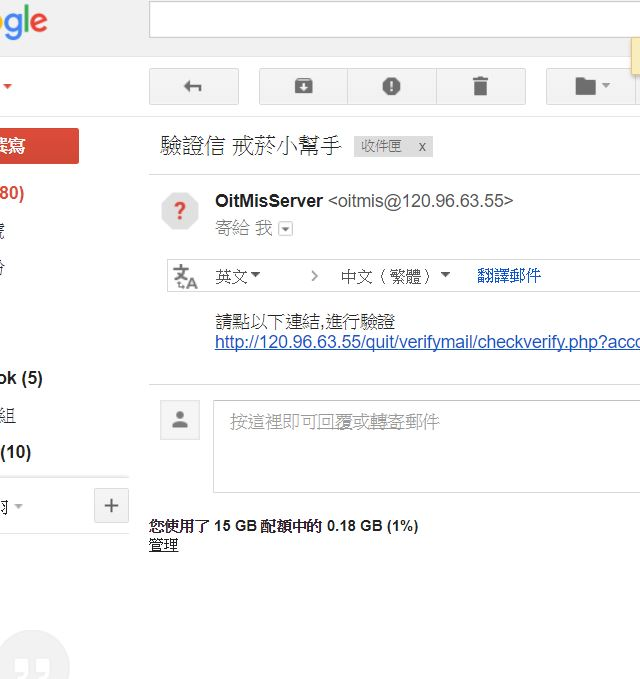 gle
驗證信 戒菸小幫手 收件匣 x
撰寫
80)
OitMisServer <oitmis@120.96.63.55>
寄給 我
英文 > 中文（繁體） 翻譯郵件
請點以下連結,進行驗證
http://120.96.63.55/quit/verifymail/checkverify.php?acco
ok (5)
組
按這裡即可回覆或轉寄郵件
(10)
您使用了 15 GB 配額中的 0.18 GB (1%)
管理